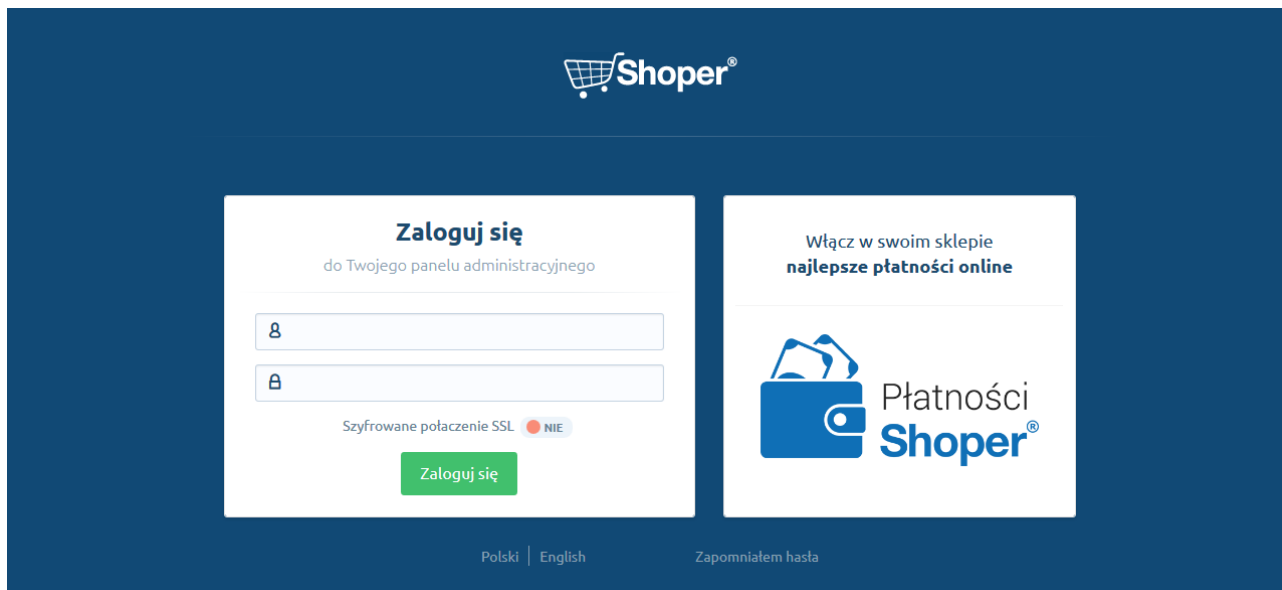 Shoper®
Zaloguj się
do Twojego panelu administracyjnego
Szyfrowane połaczenie SSL NIE
Zaloguj się
Włącz w swoim sklepie
najlepsze płatności online
Płatności
Shoper®
Polski | English
Zapomniałem hasła